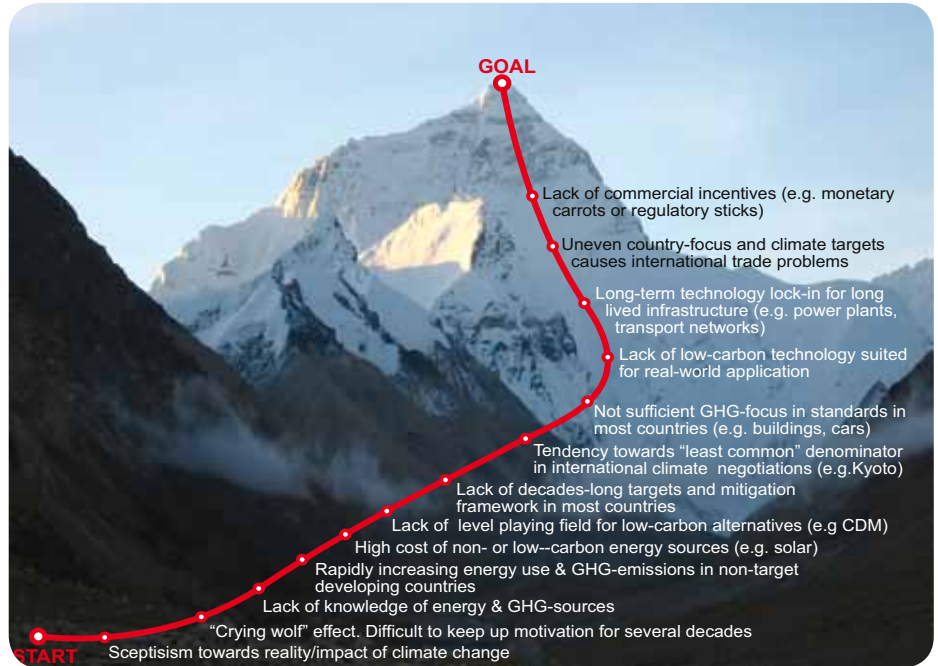 GOAL
Lack of commercial incentives (e.g. monetary
carrots or regulatory sticks)
Uneven country-focus and climate targets
causes international trade problems
Long-term technology lock-in for long
lived infrastructure (e.g. power plants,
transport networks)
Lack of low-carbon technology suited
for real-world application
Not sufficient GHG-focus in standards in
most countries (e.g. buildings, cars)
Tendency towards “least common” denominator
in international climate negotiations (e.g.Kyoto)
Lack of decades-long targets and mitigation
framework in most countries
Lack of level playing field for low-carbon alternatives (e.g CDM)
High cost of non- or low--carbon energy sources (e.g. solar)
Rapidly increasing energy use & GHG-emissions in non-target
developing countries
Lack of knowledge of energy & GHG-sources
“Crying wolf” effect. Difficult to keep up motivation for several decades
START
Sceptisism towards reality/impact of climate change